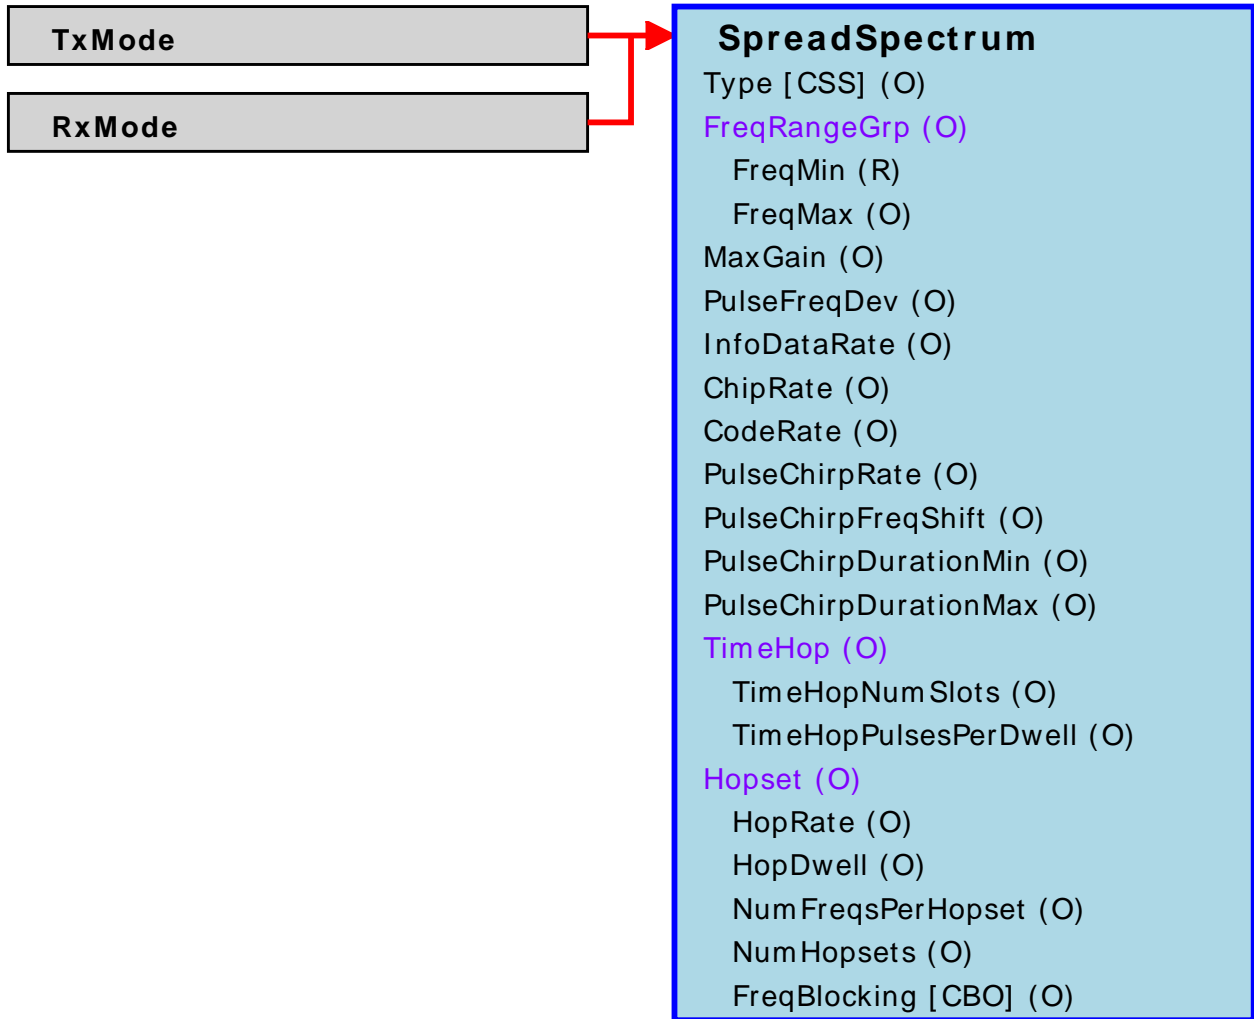 TxMode
RxMode
SpreadSpectrum
Type [CSS] (O)
FreqRangeGrp (O)
FreqMin (R)
FreqMax (O)
MaxGain (O)
PulseFreqDev (O)
InfoDataRate (O)
ChipRate (O)
CodeRate (O)
PulseChirpRate (O)
PulseChirpFreqShift (O)
PulseChirpDurationMin (O)
PulseChirpDurationMax (O)
TimeHop (O)
TimeHopNumSlots (O)
TimeHopPulsesPerDwell (O)
Hopset (O)
HopRate (O)
HopDwell (O)
NumFreqsPerHopset (O)
NumHopsets (O)
FreqBlocking [CBO] (O)